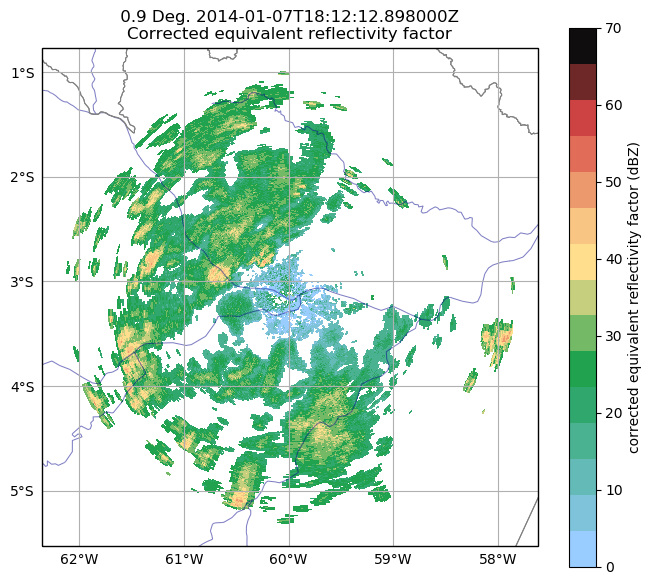 0.9 Deg. 2014-01-07T18:12:12.898000Z
Corrected equivalent reflectivity factor
1°S
2°S
3°S
4°S
5°S
62°W
61°W
60°W
59°W
58°W
70
60
50
40
30
20
10
0
corrected equivalent reflectivity factor (dBZ)